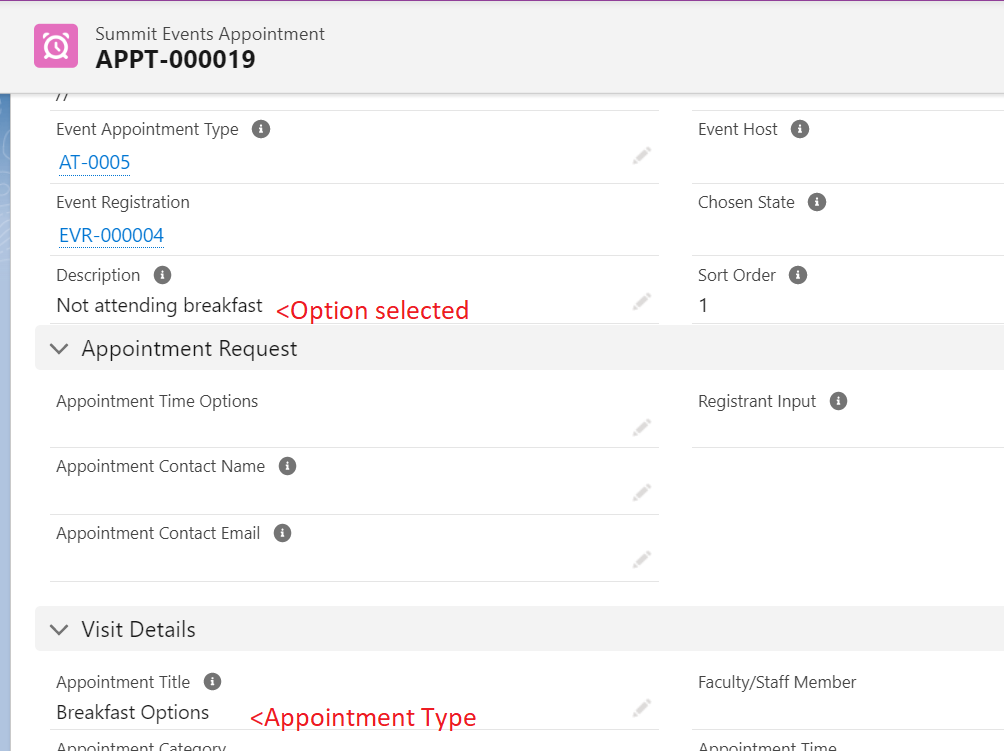 Summit Events Appointment
APPT-000019
//
Event Appointment Type
Event Host
AT-0005
Event Registration
Chosen State
EVR-000004
Description
Sort Order
Not attending breakfast <Option selected
1
Appointment Request
Appointment Time Options
Registrant Input
Appointment Contact Name
Appointment Contact Email
Visit Details
Appointment Title
Faculty/Staff Member
Breakfast Options <Appointment Type
Appointment Category
Appointment Time